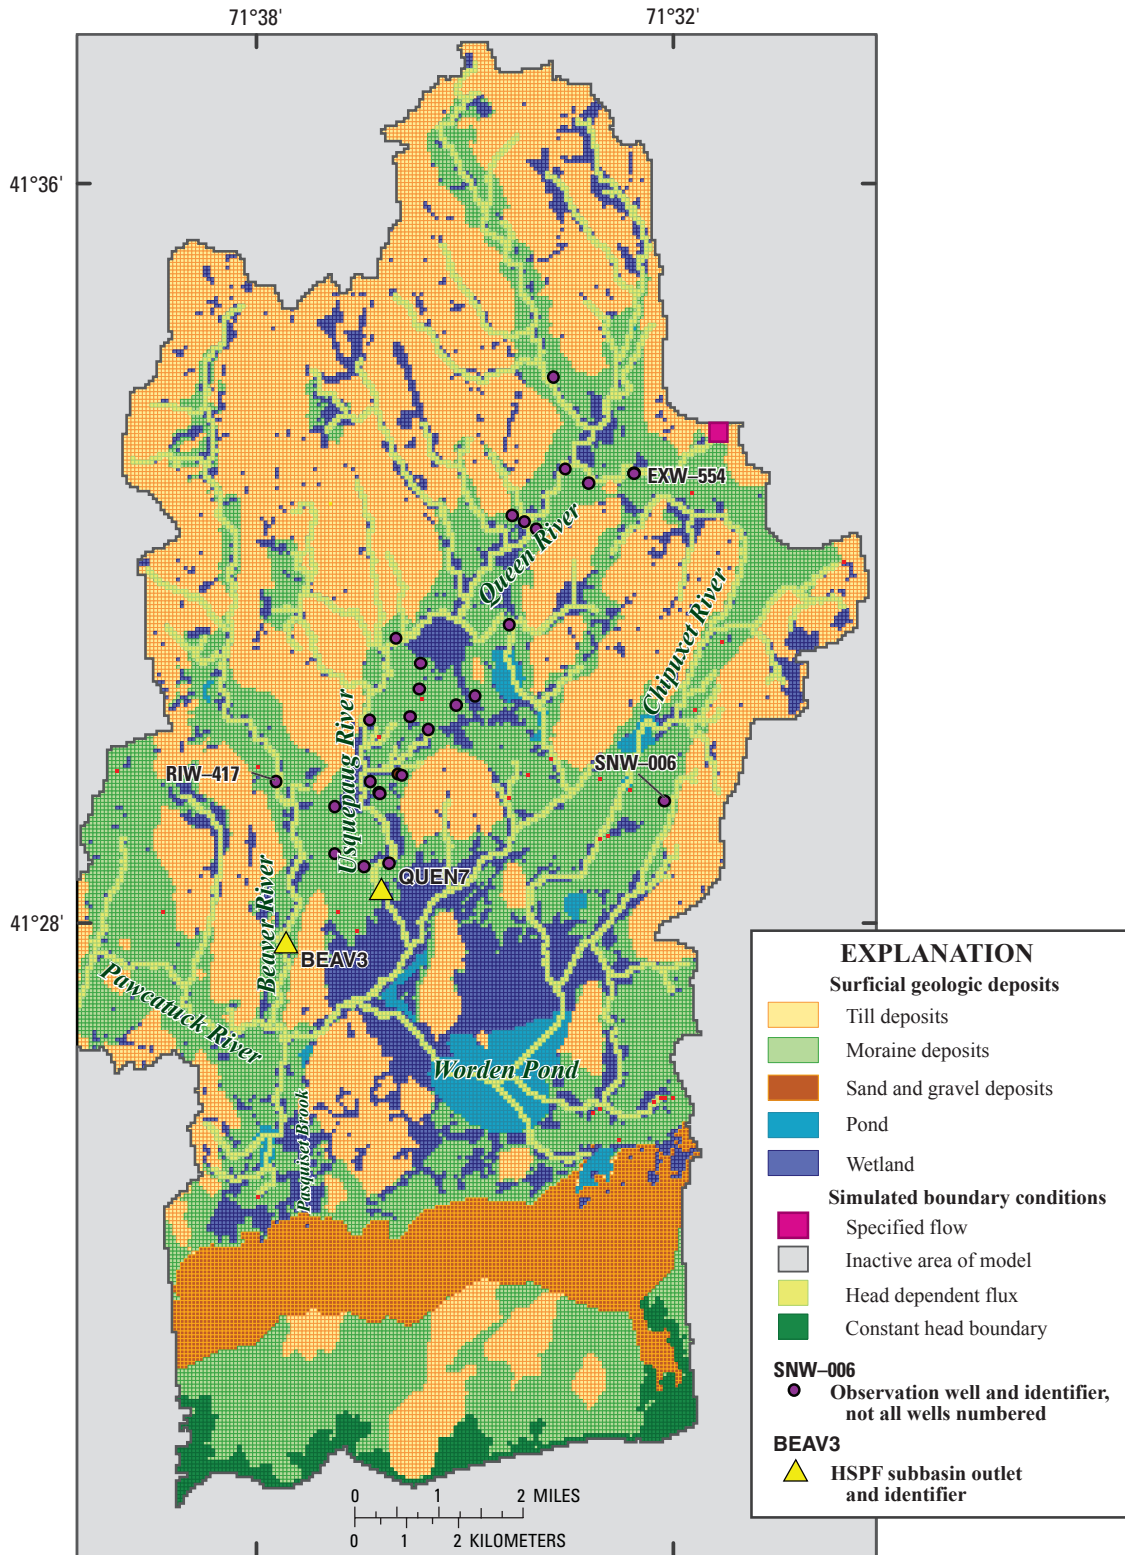 71°38'
71°32'
41°36'
EXW–554
Queen River
Chipuxet River
Usquepaug River
SNW–006
RIW–417
QUEN7
Beaver River
41°28'
BEAV3
Pawcatuck River
Worden Pond
Pasquiset Brook
EXPLANATION
Surficial geologic deposits
Till deposits
Moraine deposits
Sand and gravel deposits
Pond
Wetland
Simulated boundary conditions
Specified flow
Inactive area of model
Head dependent flux
Constant head boundary
SNW–006
Observation well and identifier,
not all wells numbered
BEAV3
HSPF subbasin outlet
and identifier
0 1 2 MILES
0 1 2 KILOMETERS